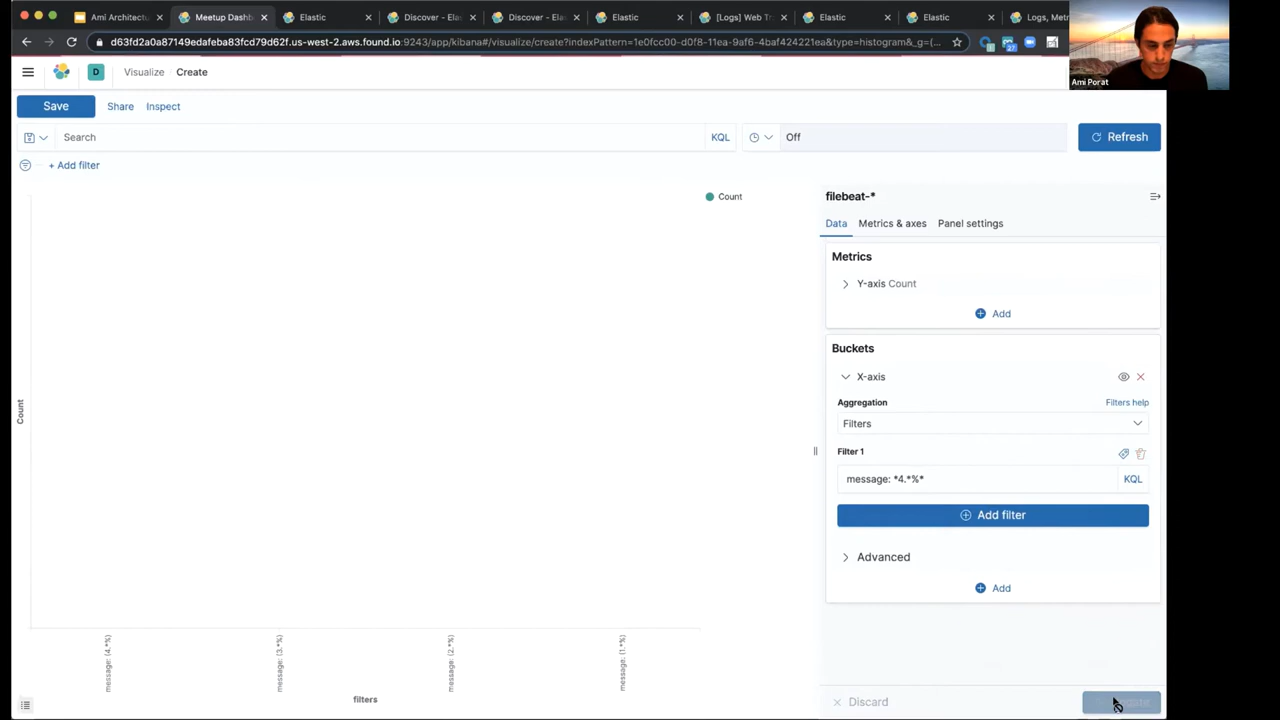 Ami Architectu
Meetup Dashb
Elastic
Discover - Ela
Discover - Ela
Elastic
[Logs] Web Tr
Elastic
Elastic
Logs, Met
d63fd2a0a87149edafeba83fcd79d62f.us-west-2.aws.found.io:9243/app/kibana#/visualize/create?indexPattern=1e0fcc00-d0f8-11ea-9af6-4baf424221ea&type=histogram&_g=(...
Ami Porat
D
Visualize
Create
Save
Share
Inspect
Search
KQL
Off
Refresh
+ Add filter
Count
filebeat-*
Data
Metrics & axes
Panel settings
Metrics
Y-axis Count
Add
Buckets
X-axis
Aggregation
Filters help
Filters
Filter 1
message: *4.*%*
KQL
Add filter
Advanced
Add
Count
message: (4.*%)
message: (3.*%)
message: (2.*%)
message: (1.*%)
filters
Discard